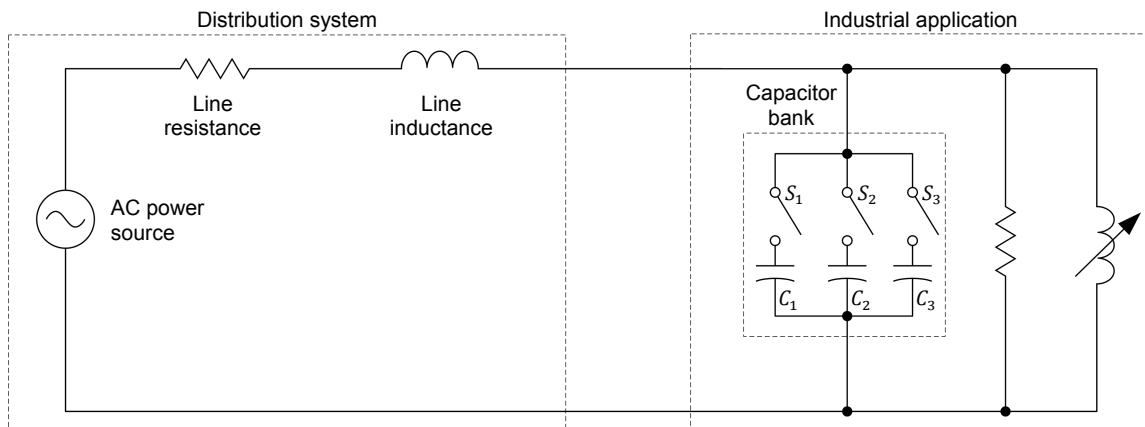 Distribution system
Industrial application
Line
resistance
Line
inductance
Capacitor
bank
AC power
source
S₁
S₂
S₃
C₁
C₂
C₃